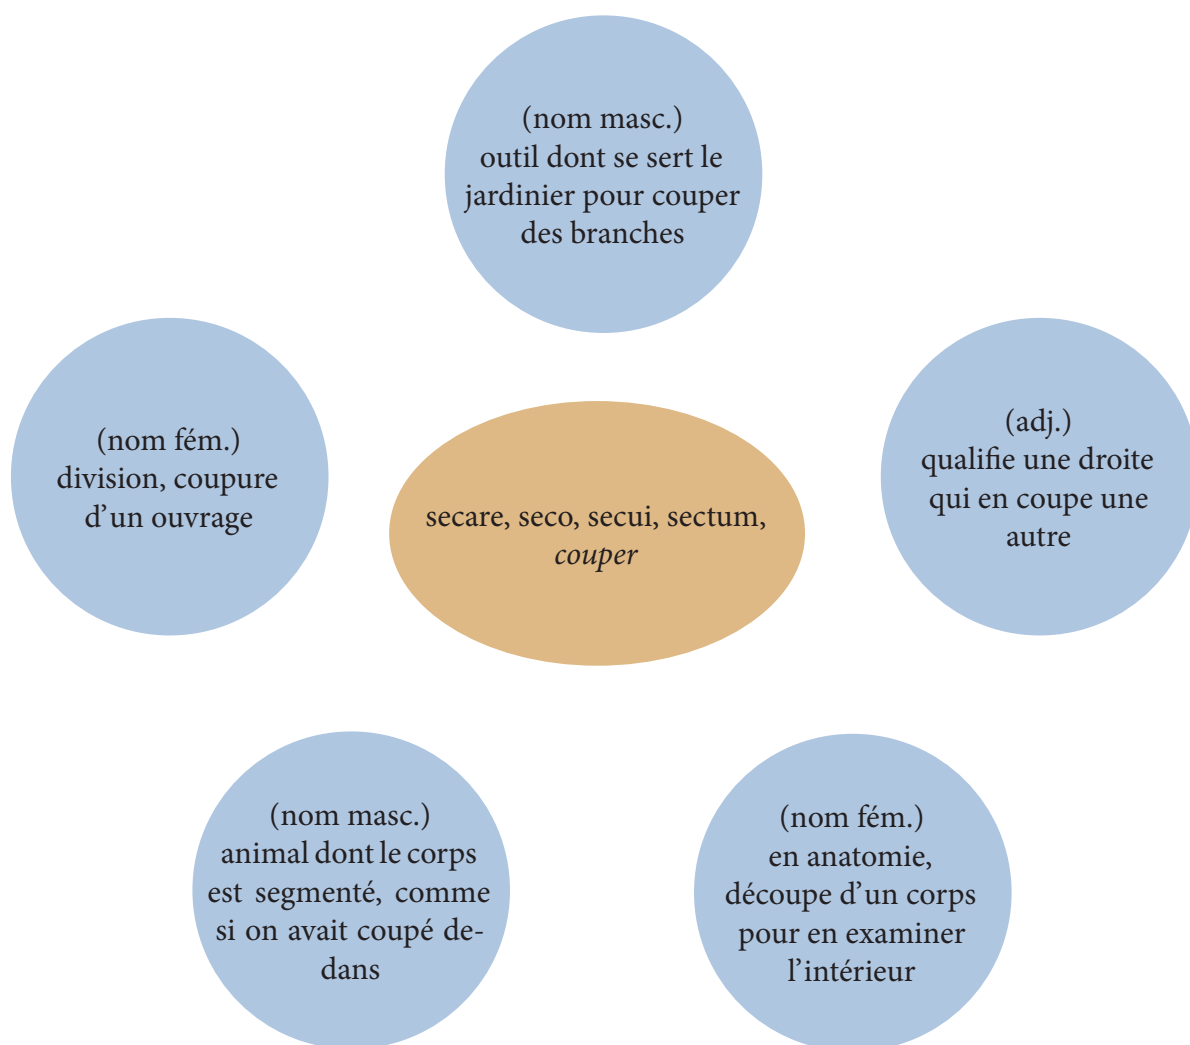 (nom masc.)
outil dont se sert le
jardinier pour couper
des branches
(nom fém.)
division, coupure
d’un ouvrage
secare, seco, secui, sectum,
couper
(adj.)
qualifie une droite
qui en coupe une
autre
(nom masc.)
animal dont le corps
est segmenté, comme
si on avait coupé de-
dans
(nom fém.)
en anatomie,
découpe d’un corps
pour en examiner
l’intérieur